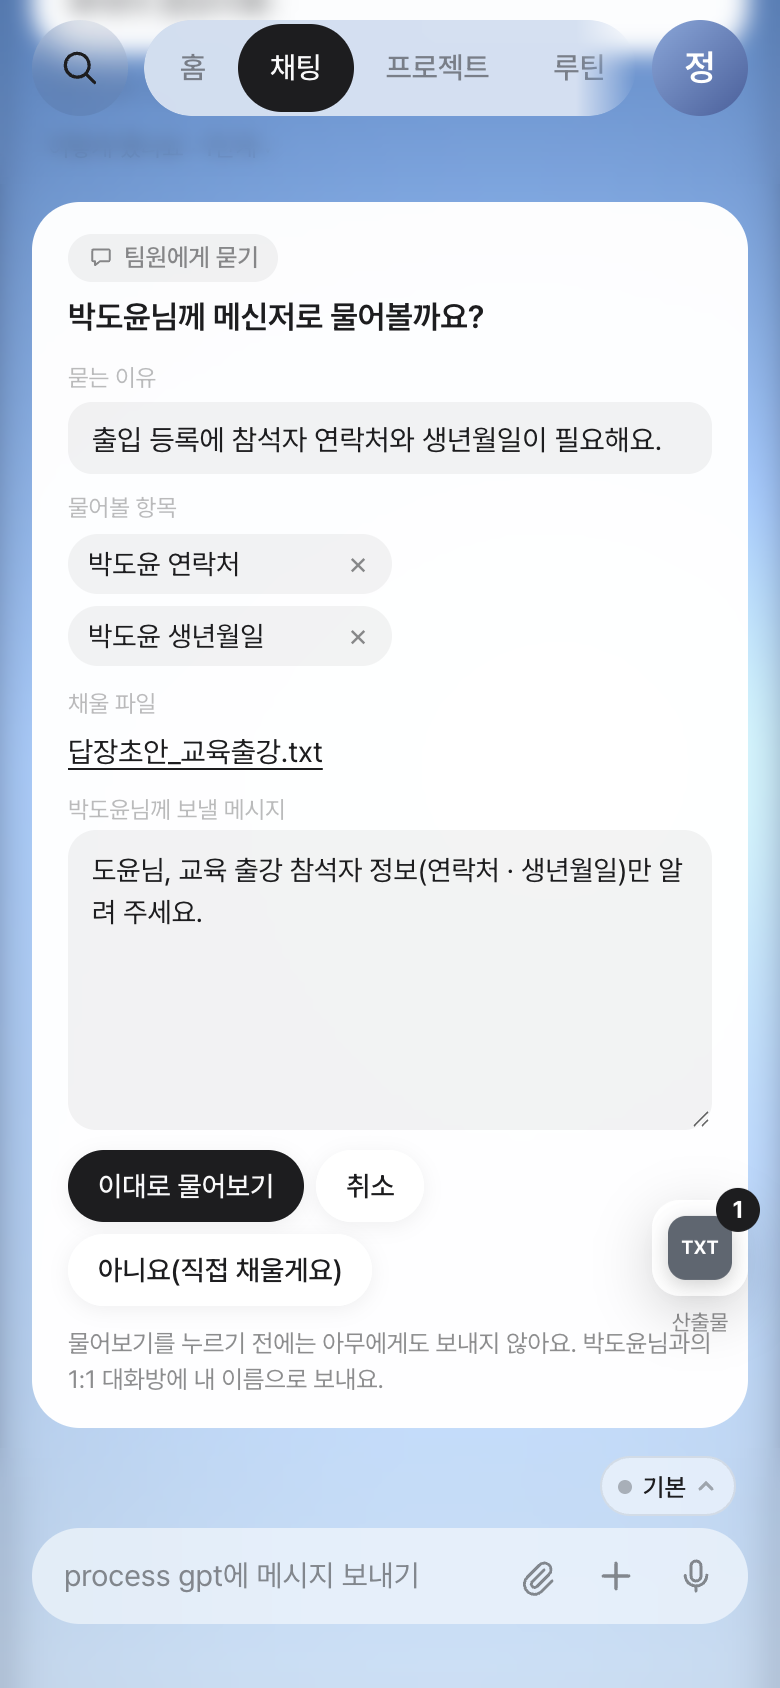 홈
채팅
프로젝트
루틴
정
팀원에게 묻기
박도윤님께 메신저로 물어볼까요?
묻는 이유
출입 등록에 참석자 연락처와 생년월일이 필요해요.
물어볼 항목
박도윤 연락처
박도윤 생년월일
채울 파일
답장초안_교육출강.txt
박도윤님께 보낼 메시지
도윤님, 교육 출강 참석자 정보(연락처 · 생년월일)만 알
려 주세요.
이대로 물어보기
취소
아니요(직접 채울게요)
1
TXT
산출물
물어보기를 누르기 전에는 아무에게도 보내지 않아요. 박도윤님과의
1:1 대화방에 내 이름으로 보내요.
기본
process gpt에 메시지 보내기